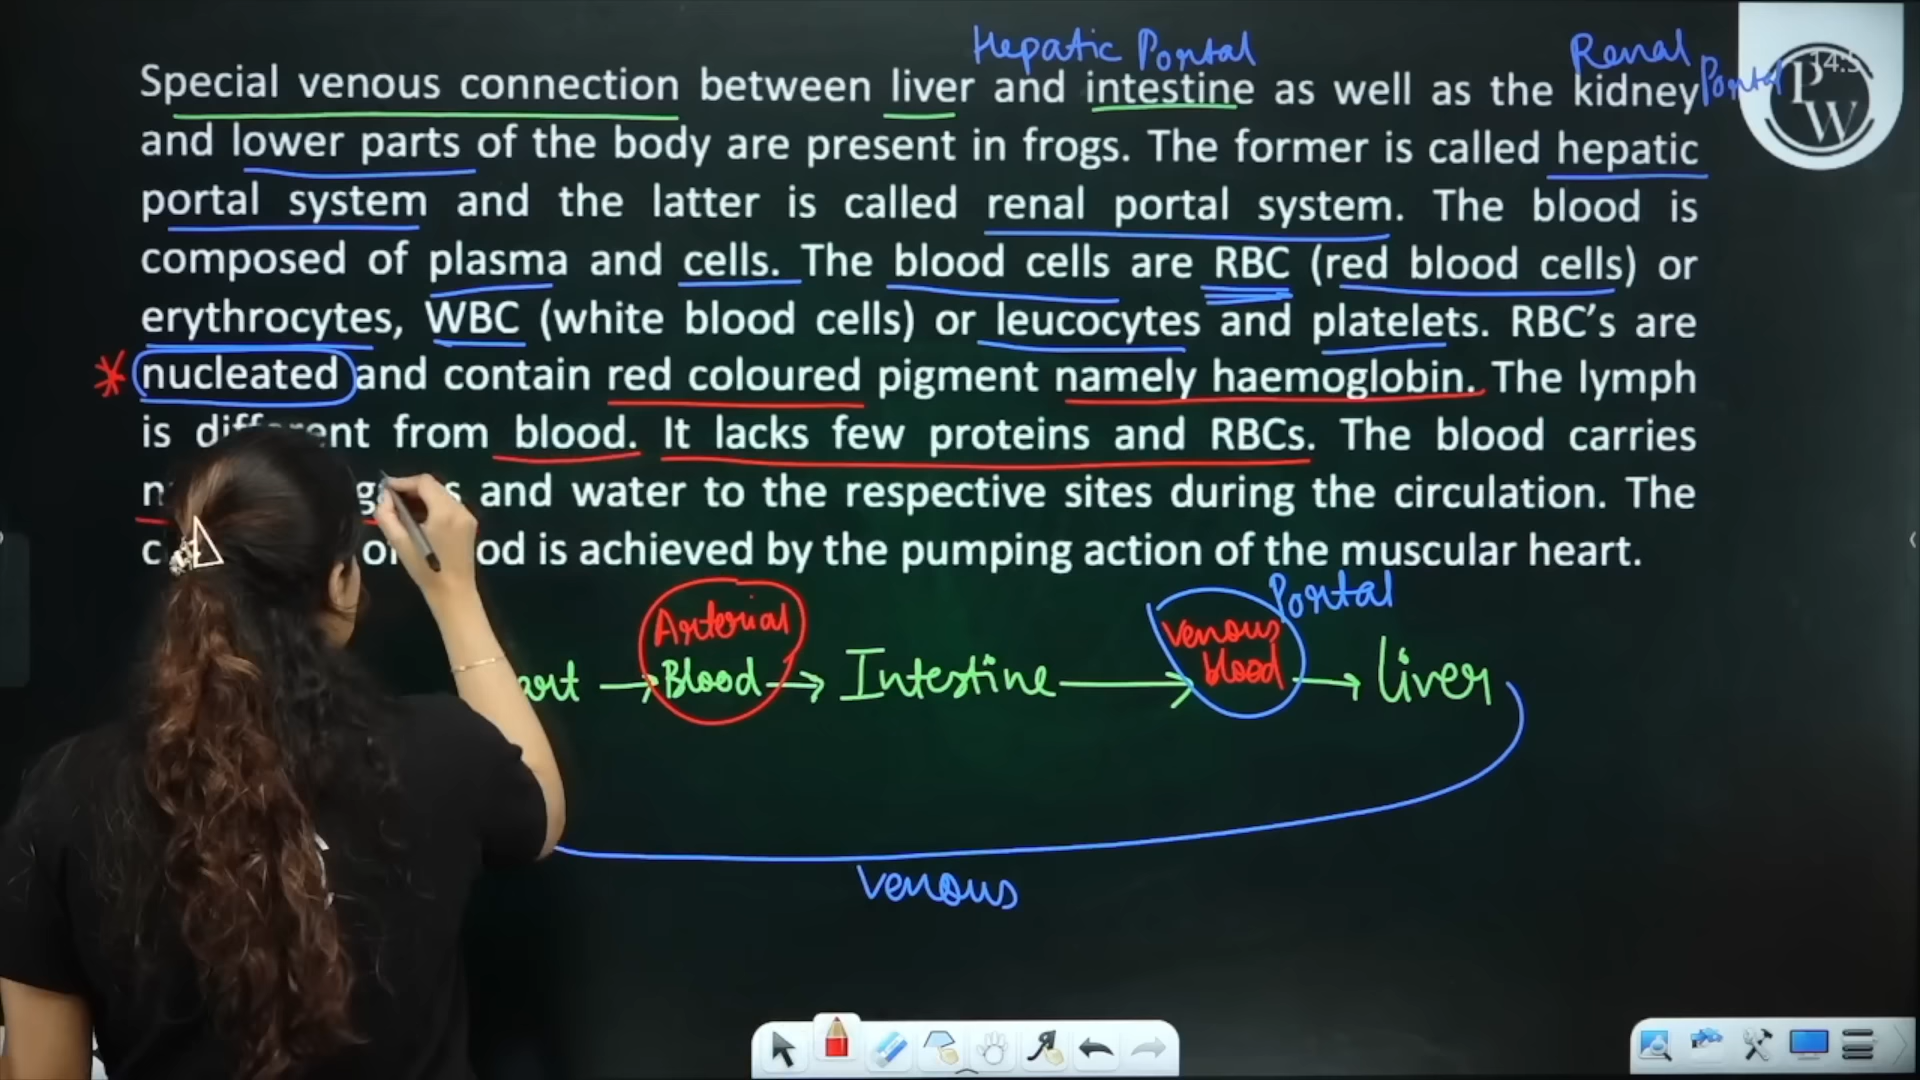 Hepatic Portal
Renal
Portal
14:5
PW
Special venous connection between liver and intestine as well as the kidney
and lower parts of the body are present in frogs. The former is called hepatic
portal system and the latter is called renal portal system. The blood is
composed of plasma and cells. The blood cells are RBC (red blood cells) or
erythrocytes, WBC (white blood cells) or leucocytes and platelets. RBC’s are
* nucleated and contain red coloured pigment namely haemoglobin. The lymph
is different from blood. It lacks few proteins and RBCs. The blood carries
and water to the respective sites during the circulation. The
is achieved by the pumping action of the muscular heart.
Portal
Arterial
Blood → Intestine → venous
blood → liver
venous